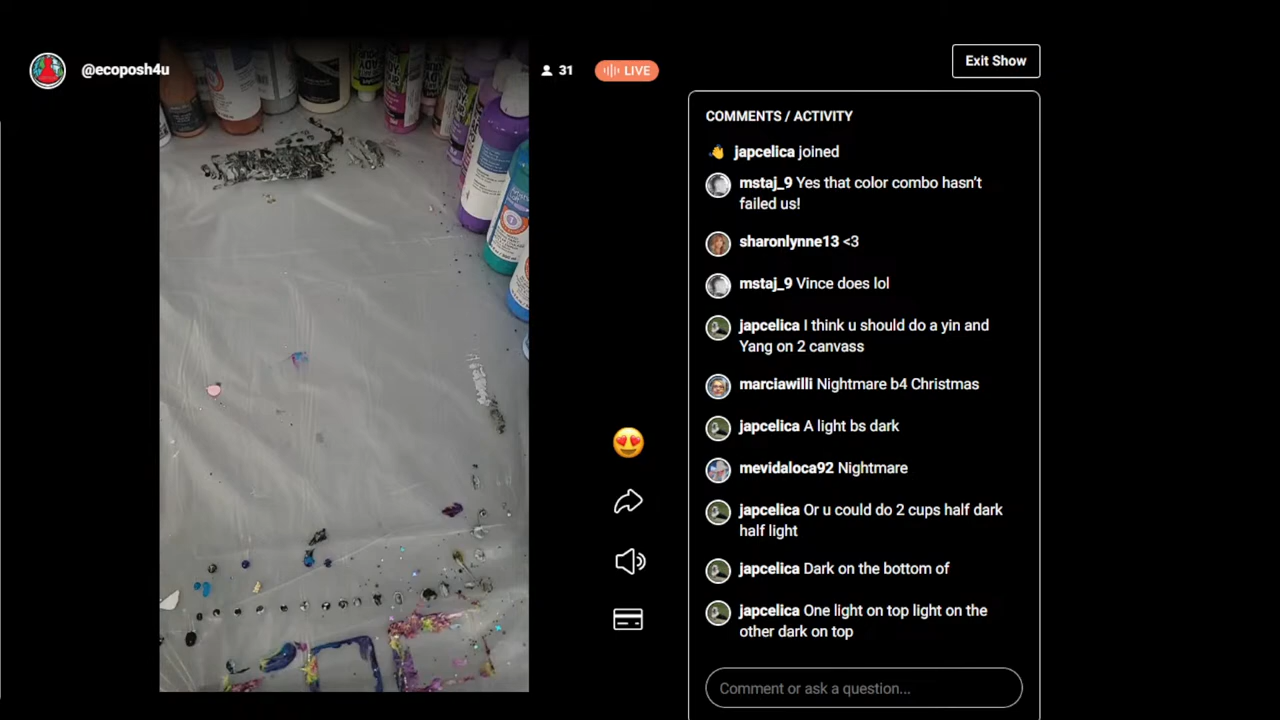 @ecoposh4u
31
LIVE
Exit Show
COMMENTS / ACTIVITY
japcelica joined
mstaj_9 Yes that color combo hasn't
failed us!
sharonlynne13 <3
mstaj_9 Vince does lol
japcelica I think u should do a yin and
Yang on 2 canvass
marciawilli Nightmare b4 Christmas
japcelica A light bs dark
mevidaloca92 Nightmare
japcelica Or u could do 2 cups half dark
half light
japcelica Dark on the bottom of
japcelica One light on top light on the
other dark on top
Comment or ask a question...